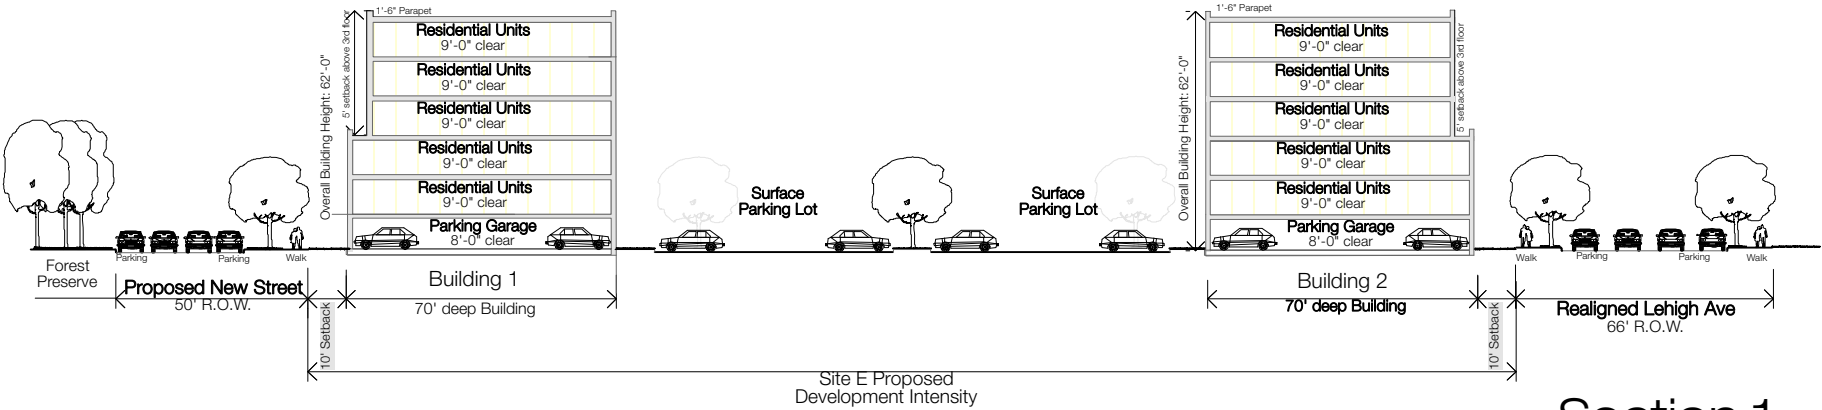 1'-6" Parapet
5' setback above 3rd floor
Overall Building Height: 62'-0"
Residential Units
9'-0" clear
Residential Units
9'-0" clear
Residential Units
9'-0" clear
Residential Units
9'-0" clear
Residential Units
9'-0" clear
Parking Garage
8'-0" clear
Surface
Parking Lot
Surface
Parking Lot
1'-6" Parapet
Overall Building Height: 62'-0"
5' setback above 3rd floor
Residential Units
9'-0" clear
Residential Units
9'-0" clear
Residential Units
9'-0" clear
Residential Units
9'-0" clear
Residential Units
9'-0" clear
Parking Garage
8'-0" clear
Forest
Preserve
Parking
Parking
Walk
Proposed New Street
50' R.O.W.
10' Setback
Building 1
70' deep Building
Building 2
70' deep Building
10' Setback
Walk
Parking
Parking
Walk
Realigned Lehigh Ave
66' R.O.W.
Site E Proposed
Development Intensity
Section 1